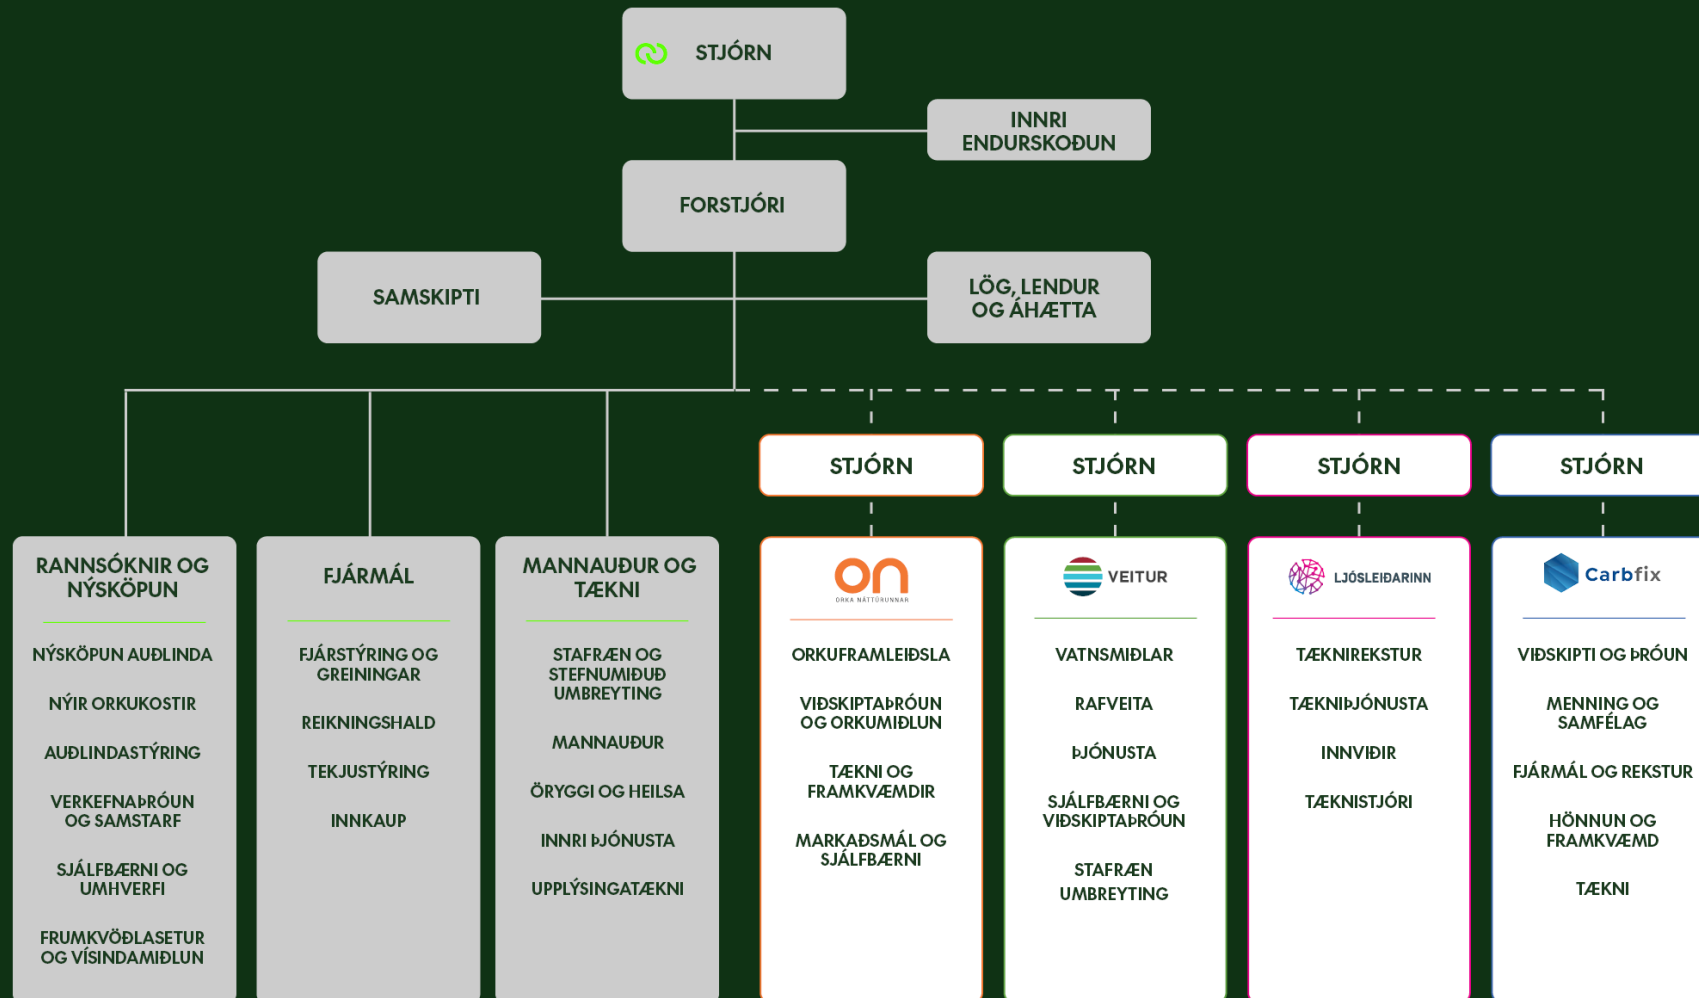 STJÓRN
INNRI
ENDURSKOÐUN
FORSTJÓRI
SAMSKIPTI
LÖG, LENDUR
OG ÁHÆTTA
STJÓRN
STJÓRN
STJÓRN
STJÓRN
RANNSÓKNIR OG
NÝSKÖPUN
NÝSKÖPUN AUÐLINDA
NÝIR ORKUKOSTIR
AUÐLINDASTÝRING
VERKEFNAÞRÓUN
OG SAMSTARF
SJÁLFBÆRNI OG
UMHVERFI
FRUMKVÖÐLASETUR
OG VÍSINDAMIÐLUN
FJÁRMÁL
FJÁRSTÝRING OG
GREININGAR
REIKNINGSHALD
TEKJUSTÝRING
INNKAUP
MANNAUÐUR OG
TÆKNI
STAFRÆN OG
STEFNUMIÐUÐ
UMBREYTING
MANNAUÐUR
ÖRYGGI OG HEILSA
INNRI ÞJÓNUSTA
UPPLÝSINGATÆKNI
on
ORKA NÁTTÚRUNNAR
ORKUFRAMLEIÐSLA
VIÐSKIPTAÞRÓUN
OG ORKUMIÐLUN
TÆKNI OG
FRAMKVÆMDIR
MARKAÐSMÁL OG
SJÁLFBÆRNI
VEITUR
VATNSMIÐLAR
RAFVEITA
ÞJÓNUSTA
SJÁLFBÆRNI OG
VIÐSKIPTAÞRÓUN
STAFRÆN
UMBREYTING
LJÓSLEIÐARINN
TÆKNIREKSTUR
TÆKNIÞJÓNUSTA
INNVIÐIR
TÆKNISTJÓRI
Carbfix
VIÐSKIPTI OG ÞRÓUN
MENNING OG
SAMFÉLAG
FJÁRMÁL OG REKSTUR
HÖNNUN OG
FRAMKVÆMD
TÆKNI